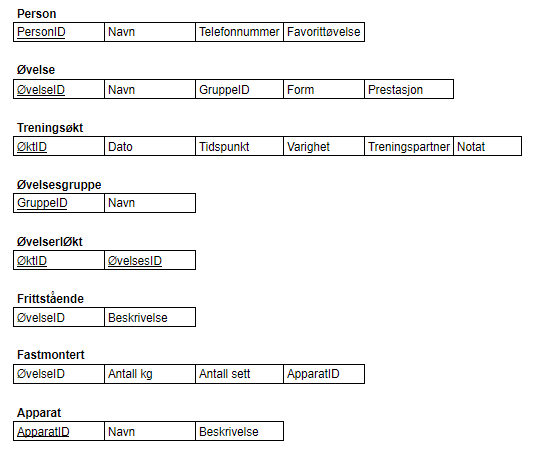 Person
PersonID Navn Telefonnummer Favorittøvelse
Øvelse
ØvelseID Navn GruppeID Form Prestasjon
Treningsøkt
ØktID Dato Tidspunkt Varighet Treningspartner Notat
Øvelsesgruppe
GruppeID Navn
ØvelserIØkt
ØktID ØvelsesID
Frittstående
ØvelseID Beskrivelse
Fastmontert
ØvelseID Antall kg Antall sett ApparatID
Apparat
ApparatID Navn Beskrivelse